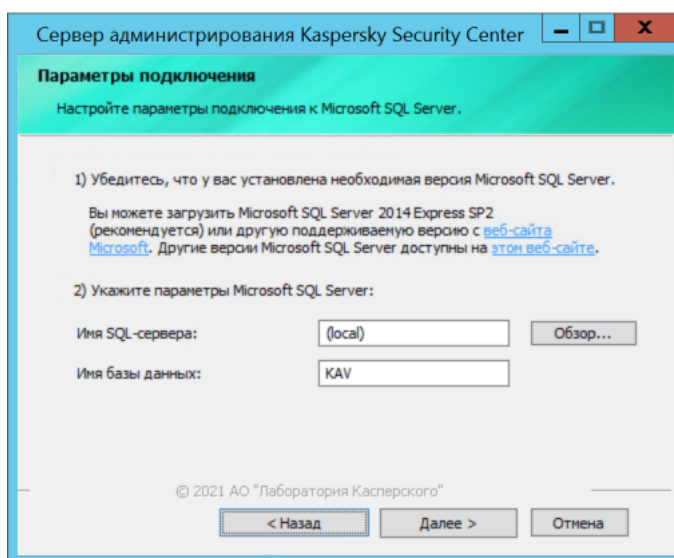 Сервер администрирования Kaspersky Security Center
Параметры подключения
Настройте параметры подключения к Microsoft SQL Server.
1) Убедитесь, что у вас установлена необходимая версия Microsoft SQL Server.
Вы можете загрузить Microsoft SQL Server 2014 Express SP2
(рекомендуется) или другую поддерживаемую версию с веб-сайта
Microsoft. Другие версии Microsoft SQL Server доступны на этом веб-сайте.
2) Укажите параметры Microsoft SQL Server:
Имя SQL-сервера: (local) Обзор...
Имя базы данных: KAV
© 2021 АО "Лаборатория Касперского"
< Назад Далее > Отмена